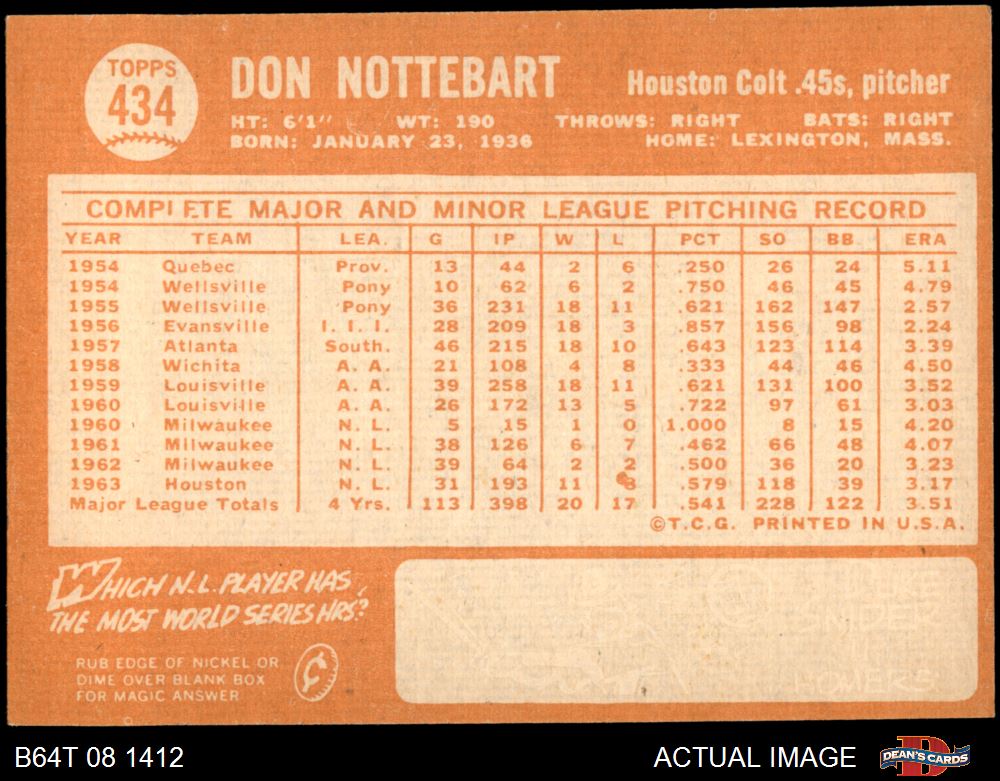 TOPPS
434
DON NOTTEBART
Houston Colt .45s, pitcher
HT: 6'1" WT: 190 THROWS: RIGHT BATS: RIGHT
BORN: JANUARY 23, 1936 HOME: LEXINGTON, MASS.
COMPLETE MAJOR AND MINOR LEAGUE PITCHING RECORD
YEAR TEAM LEA. G IP W L PCT SO BB ERA
1954 Quebec Prov. 13 44 2 6 .250 26 24 5.11
1954 Wellsville Pony 10 62 6 2 .750 46 45 4.79
1955 Wellsville Pony 36 231 18 11 .621 162 147 2.57
1956 Evansville I. I. I. 28 209 18 3 .857 156 98 2.24
1957 Atlanta South. 46 215 18 10 .643 123 114 3.39
1958 Wichita A. A. 21 108 4 8 .333 44 46 4.50
1959 Louisville A. A. 39 258 18 11 .621 131 100 3.52
1960 Louisville A. A. 26 172 13 5 .722 97 61 3.03
1960 Milwaukee N. L. 5 15 1 0 1.000 8 15 4.20
1961 Milwaukee N. L. 38 126 6 7 .462 66 48 4.07
1962 Milwaukee N. L. 39 64 2 2 .500 36 20 3.23
1963 Houston N. L. 31 193 11 8 .579 118 39 3.17
Major League Totals 4 Yrs. 113 398 20 17 .541 228 122 3.51
©T.C.G. PRINTED IN U.S.A.
WHICH N.L. PLAYER HAS
THE MOST WORLD SERIES HRS?
RUB EDGE OF NICKEL OR
DIME OVER BLANK BOX
FOR MAGIC ANSWER
¢
HOMERS
B64T 08 1412
ACTUAL IMAGE
DEAN'S CARDS